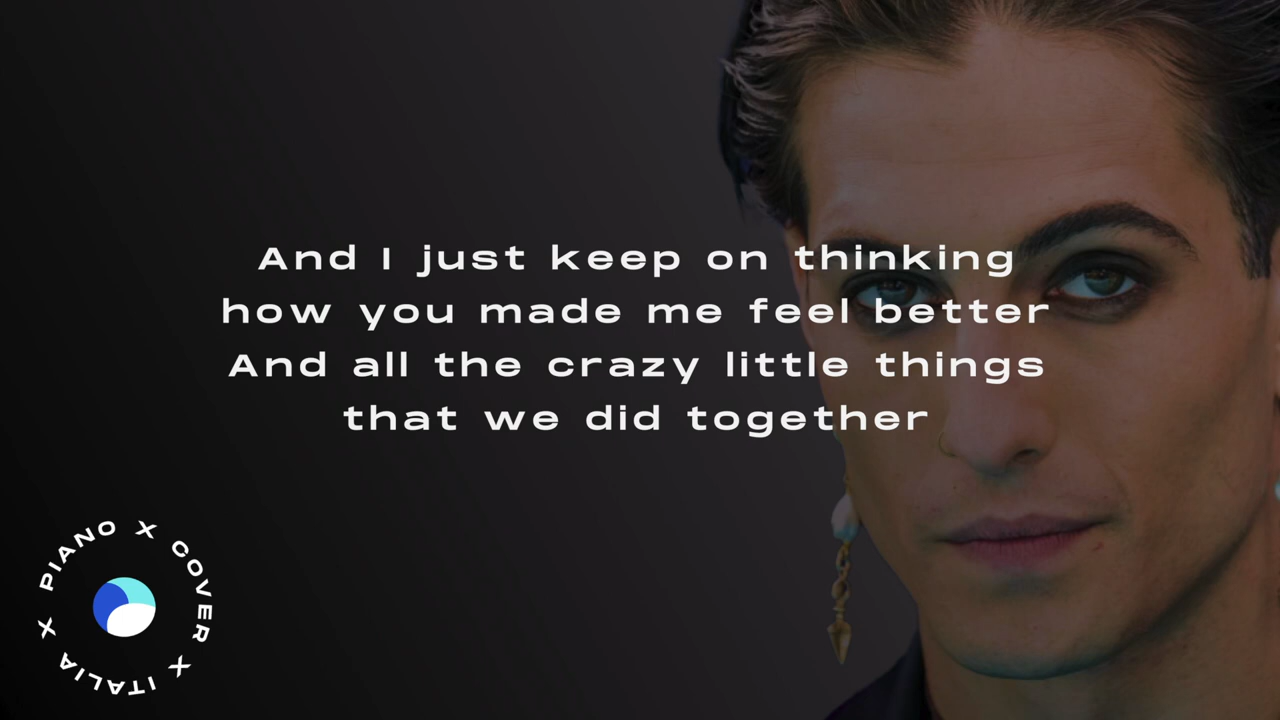 And I just keep on thinking
how you made me feel better
And all the crazy little things
that we did together
PIANO X COVER X ITALIA X